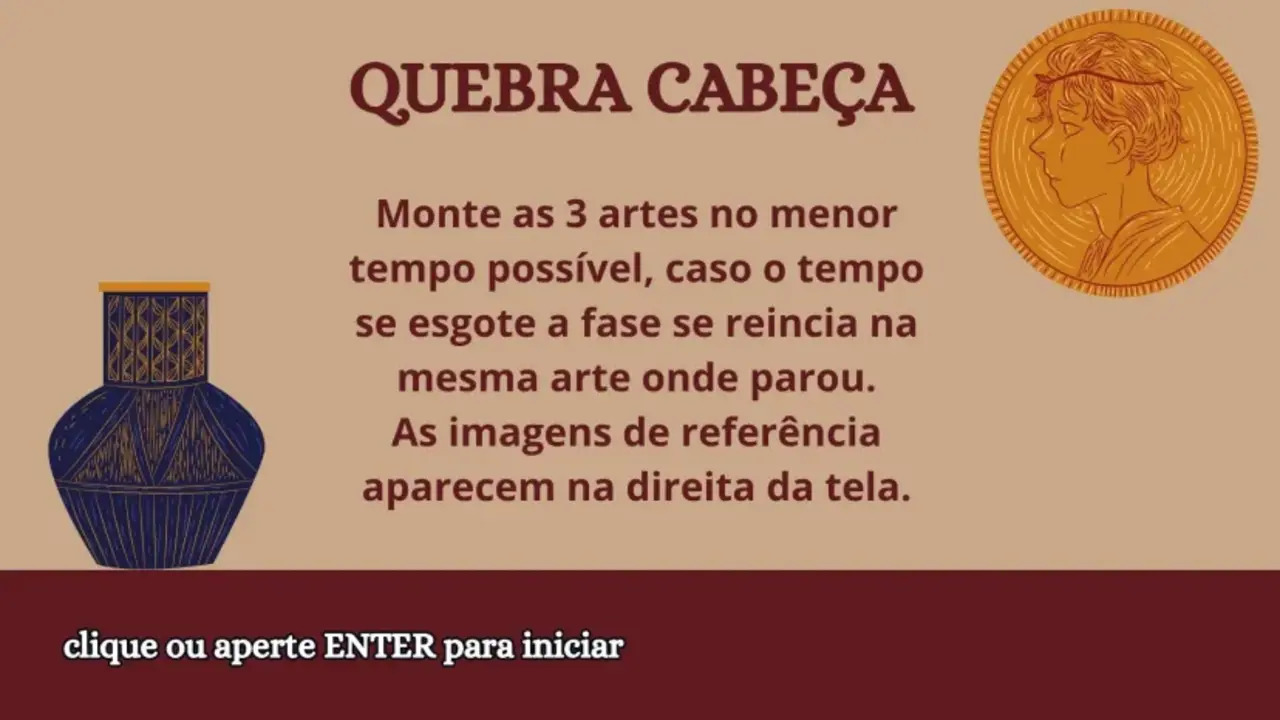 QUEBRA CABEÇA
Monte as 3 artes no menor
tempo possível, caso o tempo
se esgote a fase se reincia na
mesma arte onde parou.
As imagens de referência
aparecem na direita da tela.
clique ou aperte ENTER para iniciar